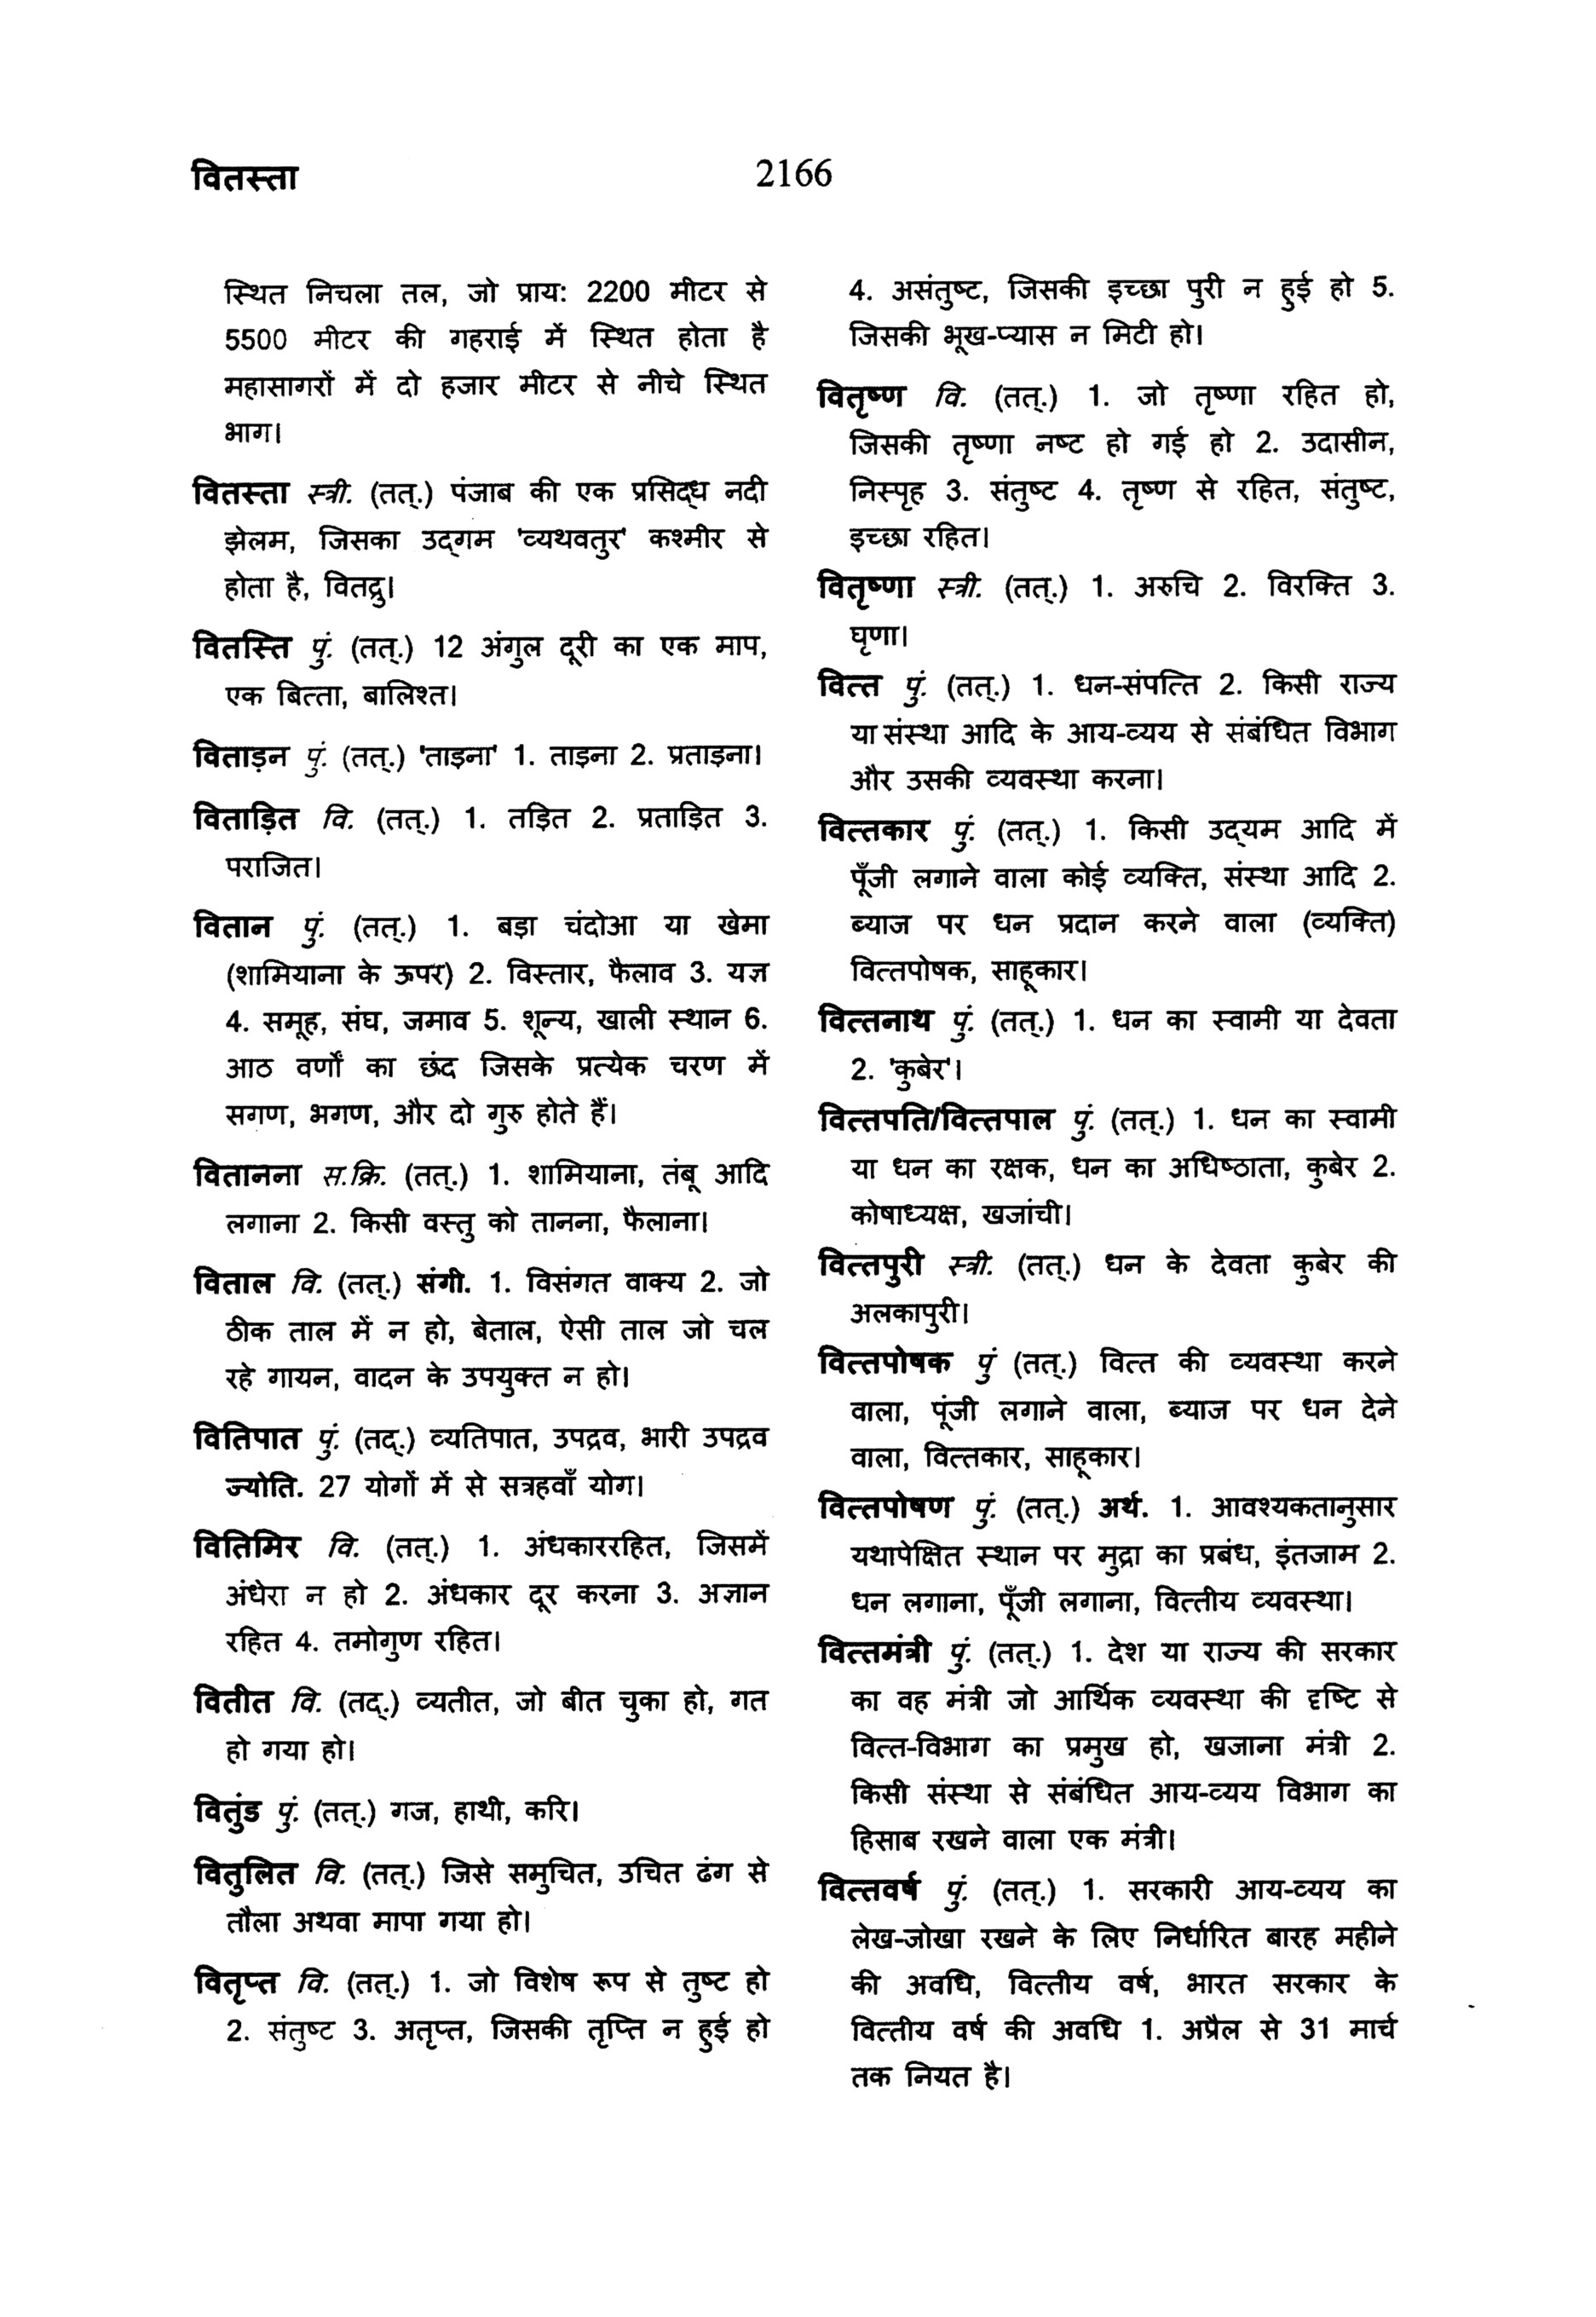 वितस्ता
2166
स्थित निचला तल, जो प्राय: 2200 मीटर से
5500 मीटर की गहराई में स्थित होता है
महासागरों में दो हजार मीटर से नीचे स्थित
भाग।
वितस्ता स्त्री. (तत्.) पंजाब की एक प्रसिद्ध नदी
झेलम, जिसका उद्गम 'व्यथवतुर' कश्मीर से
होता है, वितद्रु।
वितस्ति पुं. (तत्.) 12 अंगुल दूरी का एक माप,
एक बित्ता, बालिश्त।
विताड़न पुं. (तत्.) 'ताड़ना' 1. ताड़ना 2. प्रताड़ना।
विताड़ित वि. (तत्.) 1. तड़ित 2. प्रताड़ित 3.
पराजित।
वितान पुं. (तत्.) 1. बड़ा चंदोआ या खेमा
(शामियाना के ऊपर) 2. विस्तार, फैलाव 3. यज्ञ
4. समूह, संघ, जमाव 5. शून्य, खाली स्थान 6.
आठ वर्णों का छंद जिसके प्रत्येक चरण में
सगण, भगण, और दो गुरु होते हैं।
वितानना स.क्रि. (तत्.) 1. शामियाना, तंबू आदि
लगाना 2. किसी वस्तु को तानना, फैलाना।
विताल वि. (तत्.) संगी. 1. विसंगत वाक्य 2. जो
ठीक ताल में न हो, बेताल, ऐसी ताल जो चल
रहे गायन, वादन के उपयुक्त न हो।
वितिपात पुं. (तद्.) व्यतिपात, उपद्रव, भारी उपद्रव
ज्योति. 27 योगों में से सत्रहवाँ योग।
वितिमिर वि. (तत्.) 1. अंधकाररहित, जिसमें
अंधेरा न हो 2. अंधकार दूर करना 3. अज्ञान
रहित 4. तमोगुण रहित।
वितीत वि. (तद्.) व्यतीत, जो बीत चुका हो, गत
हो गया हो।
वितुंड पुं. (तत्.) गज, हाथी, करि।
वितुलित वि. (तत्.) जिसे समुचित, उचित ढंग से
तौला अथवा मापा गया हो।
वितृप्त वि. (तत्.) 1. जो विशेष रूप से तुष्ट हो
2. संतुष्ट 3. अतृप्त, जिसकी तृप्ति न हुई हो
4. असंतुष्ट, जिसकी इच्छा पुरी न हुई हो 5.
जिसकी भूख-प्यास न मिटी हो।
वितृष्ण वि. (तत्.) 1. जो तृष्णा रहित हो,
जिसकी तृष्णा नष्ट हो गई हो 2. उदासीन,
निस्पृह 3. संतुष्ट 4. तृष्ण से रहित, संतुष्ट,
इच्छा रहित।
वितृष्णा स्त्री. (तत्.) 1. अरुचि 2. विरक्ति 3.
घृणा।
वित्त पुं. (तत्.) 1. धन-संपत्ति 2. किसी राज्य
या संस्था आदि के आय-व्यय से संबंधित विभाग
और उसकी व्यवस्था करना।
वित्तकार पुं. (तत्.) 1. किसी उद्यम आदि में
पूँजी लगाने वाला कोई व्यक्ति, संस्था आदि 2.
ब्याज पर धन प्रदान करने वाला (व्यक्ति)
वित्तपोषक, साहूकार।
वित्तनाथ पुं. (तत्.) 1. धन का स्वामी या देवता
2. 'कुबेर'।
वित्तपति/वित्तपाल पुं. (तत्.) 1. धन का स्वामी
या धन का रक्षक, धन का अधिष्ठाता, कुबेर 2.
कोषाध्यक्ष, खजांची।
वित्तपुरी स्त्री. (तत्.) धन के देवता कुबेर की
अलकापुरी।
वित्तपोषक पुं (तत्.) वित्त की व्यवस्था करने
वाला, पूंजी लगाने वाला, ब्याज पर धन देने
वाला, वित्तकार, साहूकार।
वित्तपोषण पुं. (तत्.) अर्थ. 1. आवश्यकतानुसार
यथापेक्षित स्थान पर मुद्रा का प्रबंध, इंतजाम 2.
धन लगाना, पूँजी लगाना, वित्तीय व्यवस्था।
वित्तमंत्री पुं. (तत्.) 1. देश या राज्य की सरकार
का वह मंत्री जो आर्थिक व्यवस्था की दृष्टि से
वित्त-विभाग का प्रमुख हो, खजाना मंत्री 2.
किसी संस्था से संबंधित आय-व्यय विभाग का
हिसाब रखने वाला एक मंत्री।
वित्तवर्ष पुं. (तत्.) 1. सरकारी आय-व्यय का
लेख-जोखा रखने के लिए निर्धारित बारह महीने
की अवधि, वित्तीय वर्ष, भारत सरकार के
वित्तीय वर्ष की अवधि 1. अप्रैल से 31 मार्च
तक नियत है।